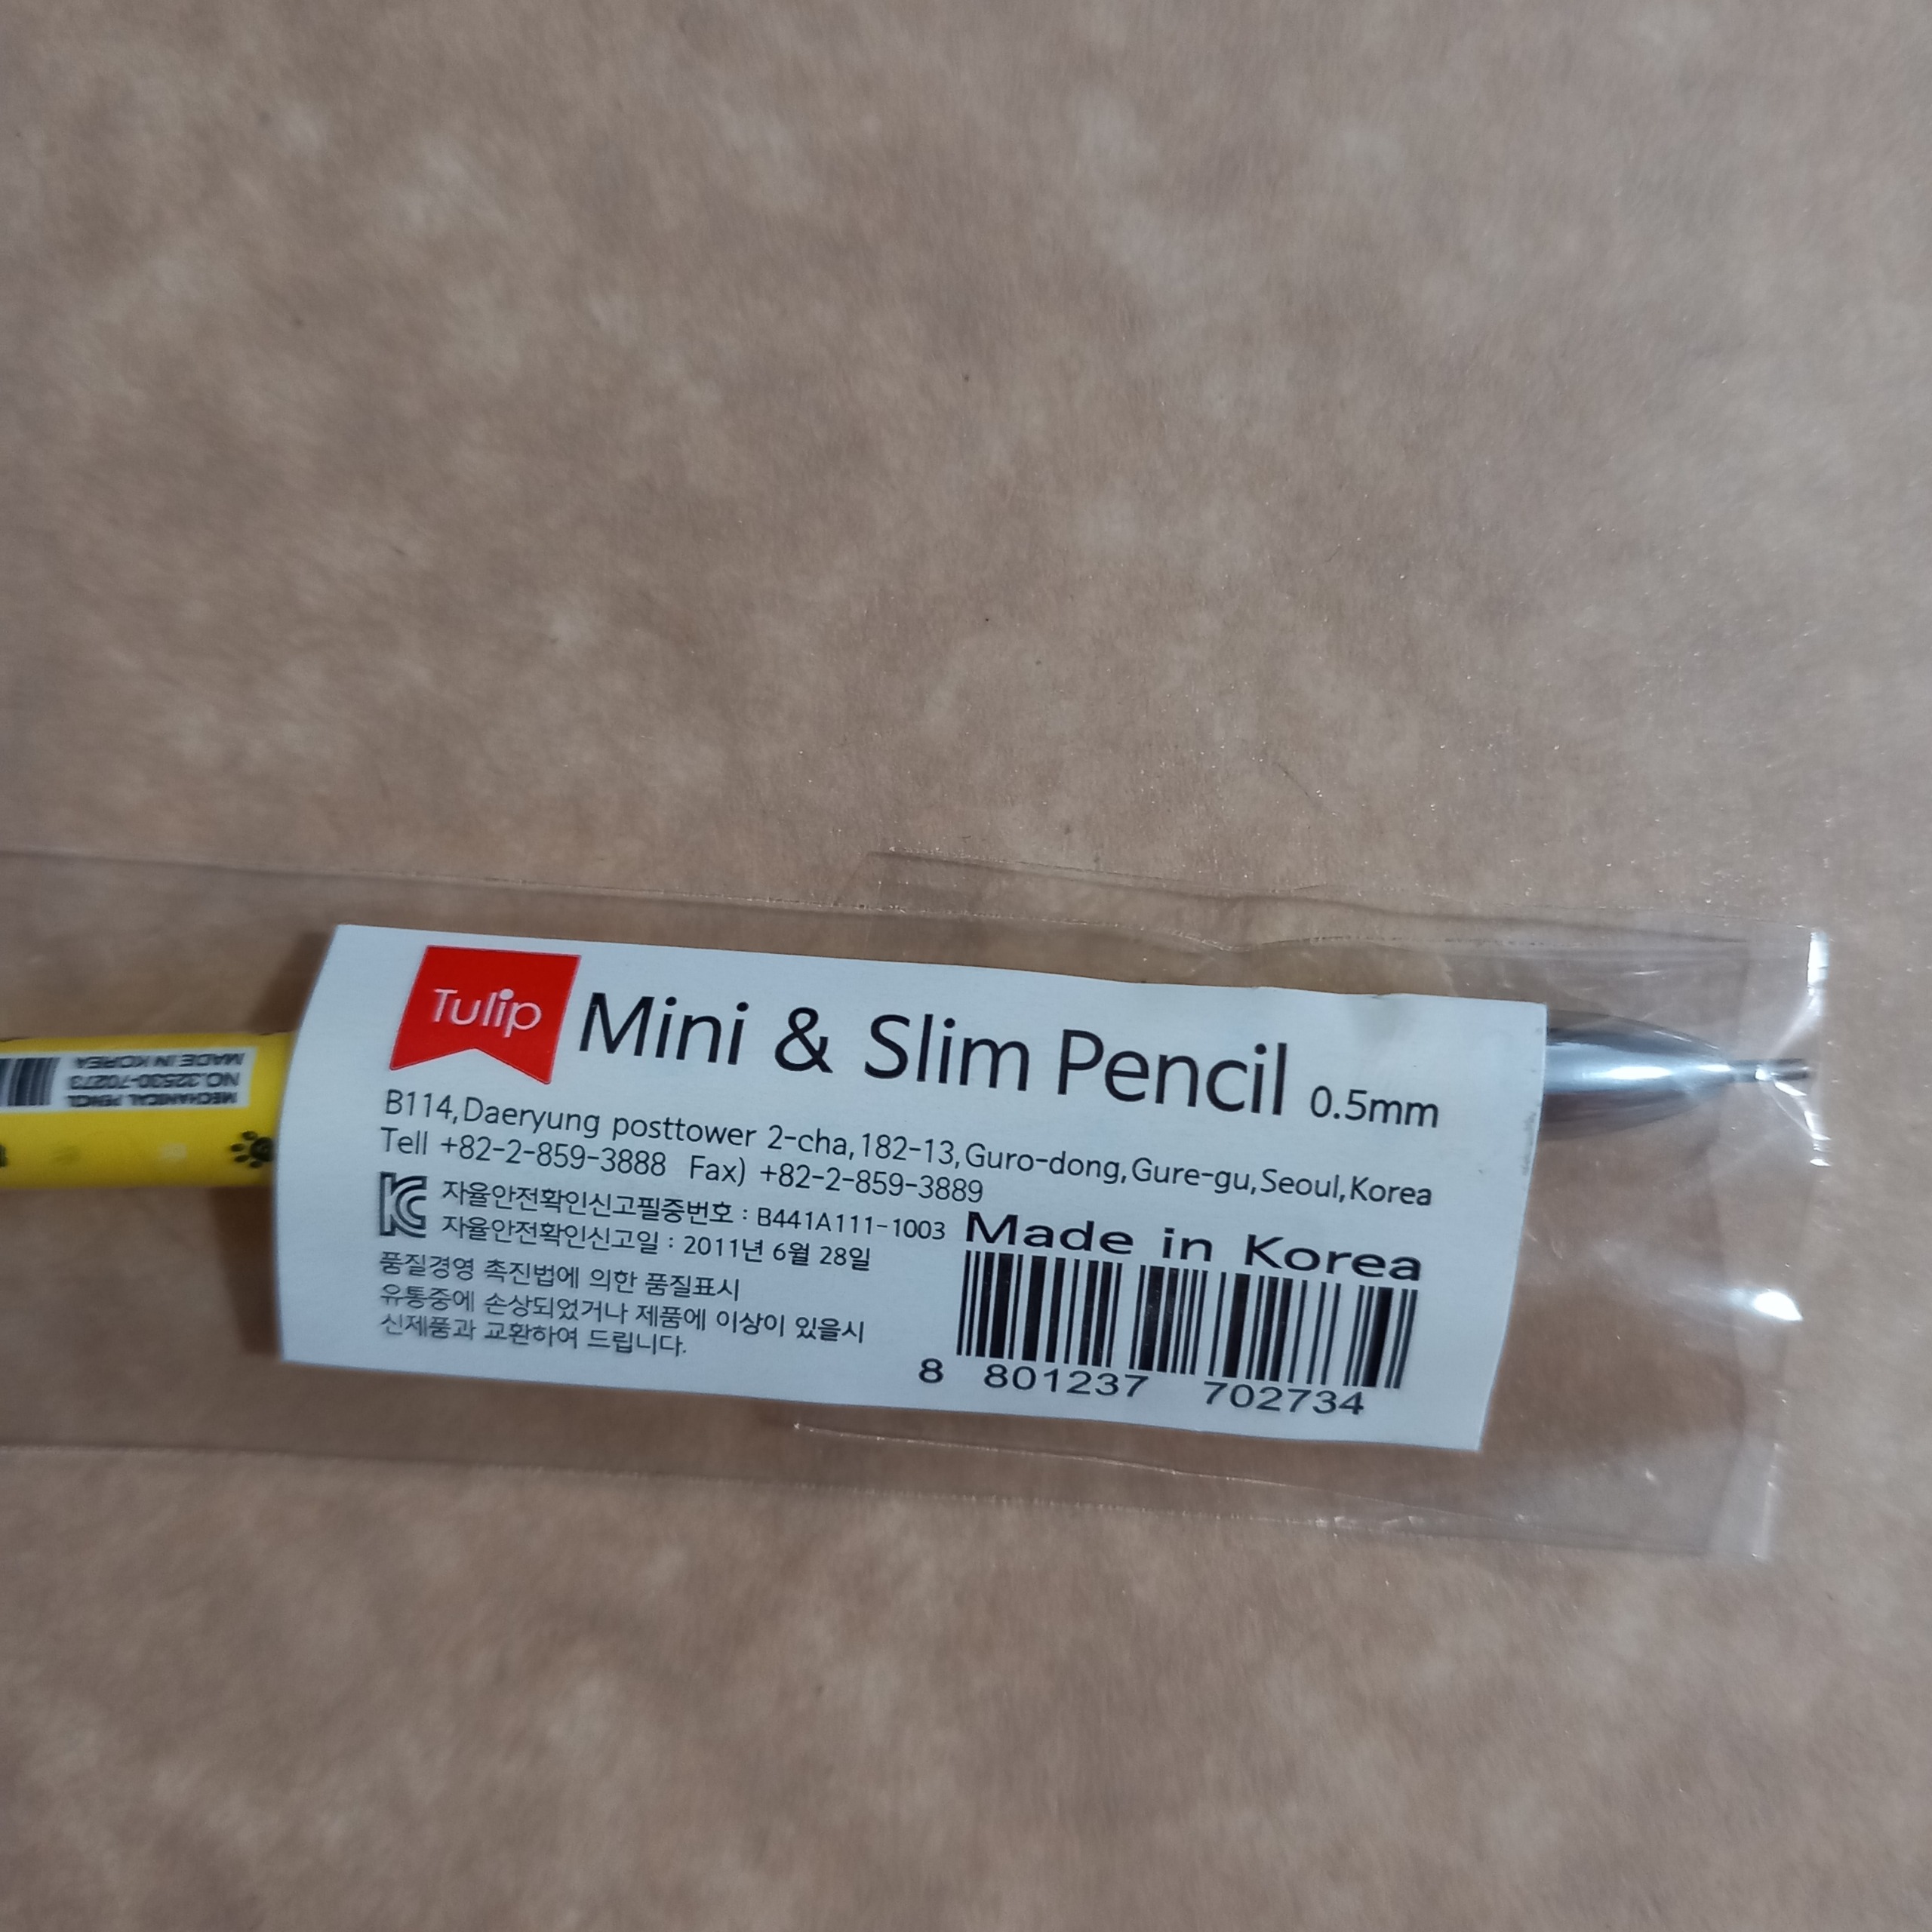 Tulip
Mini & Slim Pencil 0.5mm
B114,Daeryung posttower 2-cha,182-13,Guro-dong,Gure-gu,Seoul,Korea
Tell +82-2-859-3888 Fax) +82-2-859-3889
자율안전확인신고필증번호 : B441A111-1003
자율안전확인신고일 : 2011년 6월 28일
품질경영 촉진법에 의한 품질표시
유통중에 손상되었거나 제품에 이상이 있을시
신제품과 교환하여 드립니다.
Made in Korea
8 801237 702734
MECHANICAL PENCIL
NO.32530-70273
MADE IN KOREA